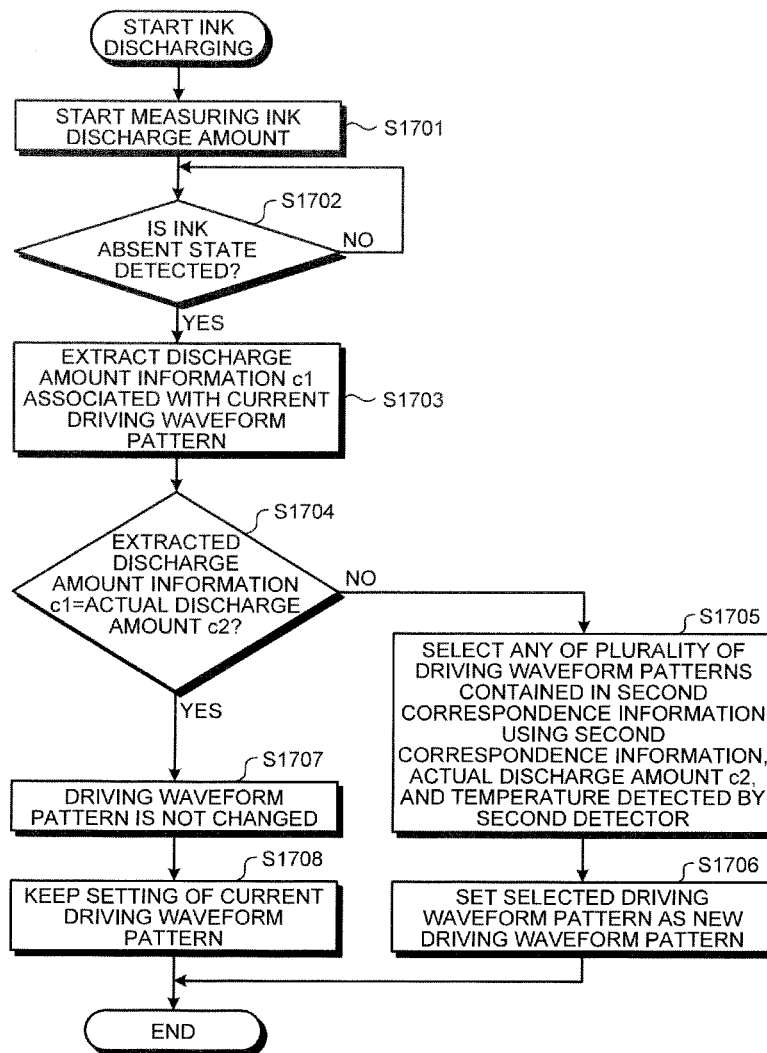 START INK
DISCHARGING
START MEASURING INK
DISCHARGE AMOUNT
S1701
S1702
IS INK
ABSENT STATE
DETECTED?
NO
YES
EXTRACT DISCHARGE
AMOUNT INFORMATION c1
ASSOCIATED WITH CURRENT
DRIVING WAVEFORM
PATTERN
S1703
S1704
EXTRACTED
DISCHARGE
AMOUNT INFORMATION
c1=ACTUAL DISCHARGE
AMOUNT c2?
NO
YES
S1705
SELECT ANY OF PLURALITY OF
DRIVING WAVEFORM PATTERNS
CONTAINED IN SECOND
CORRESPONDENCE INFORMATION
USING SECOND
CORRESPONDENCE INFORMATION,
ACTUAL DISCHARGE AMOUNT c2,
AND TEMPERATURE DETECTED BY
SECOND DETECTOR
S1707
DRIVING WAVEFORM
PATTERN IS NOT CHANGED
S1708
KEEP SETTING OF CURRENT
DRIVING WAVEFORM
PATTERN
S1706
SET SELECTED DRIVING
WAVEFORM PATTERN AS NEW
DRIVING WAVEFORM PATTERN
END